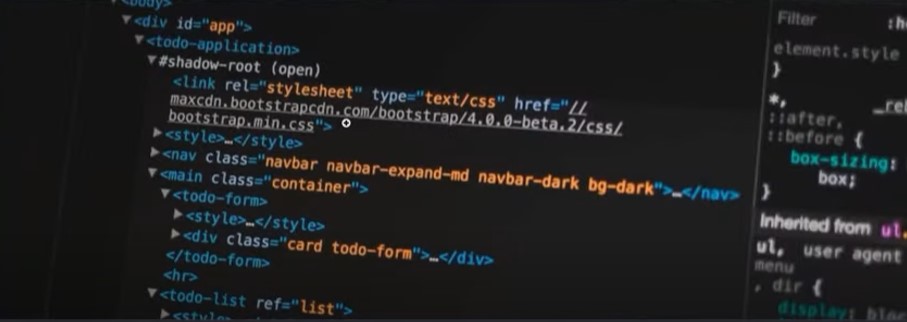 <body>
▼<div id="app">
▼<todo-application>
▼#shadow-root (open)
<link rel="stylesheet" type="text/css" href="//
maxcdn.bootstrapcdn.com/bootstrap/4.0.0-beta.2/css/
bootstrap.min.css">
▶<style>…</style>
▶<nav class="navbar navbar-expand-md navbar-dark bg-dark">…</nav>
▼<main class="container">
▼<todo-form>
▶<style>…</style>
▶<div class="card todo-form">…</div>
</todo-form>
<hr>
▼<todo-list ref="list">
▶<style>
Filter
element.style
}
*,
::after,
::before {
box-sizing:
box;
}
Inherited from ul.
ul, user agent
menu
, dir {
display: